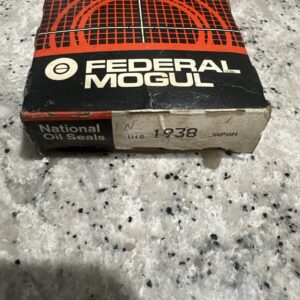 FEDERAL
MOGUL
National
Oil Seals
N
1938
JAPAN